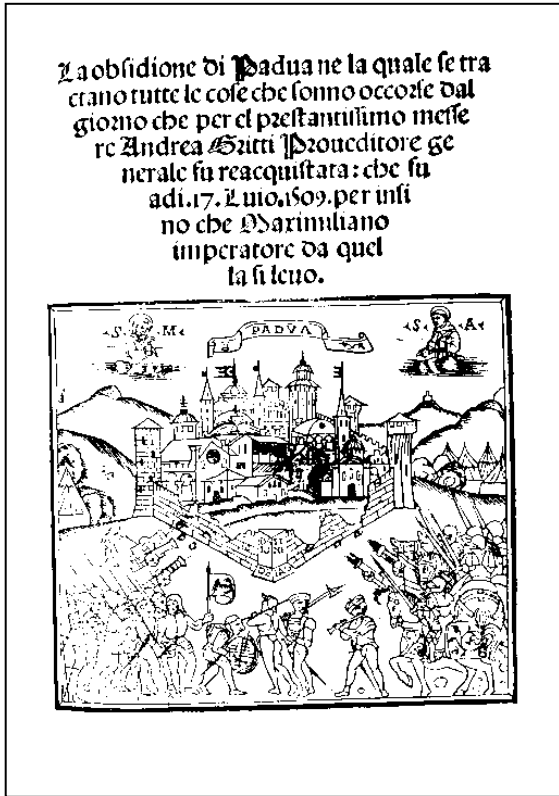 La obſidione di Padua ne la quale ſe tra
ctano tutte le coſe che ſonno occorſe dal
giorno che per el preſtantiſſimo meſſe
re Andrea Gritti Proueditore ge
nerale fu reacquiſtata: che fu
adi .17. Luio .1509. per inſi
no che Maximiliano
imperatore da quel
la ſi leuo.
S M
PADVA
S A